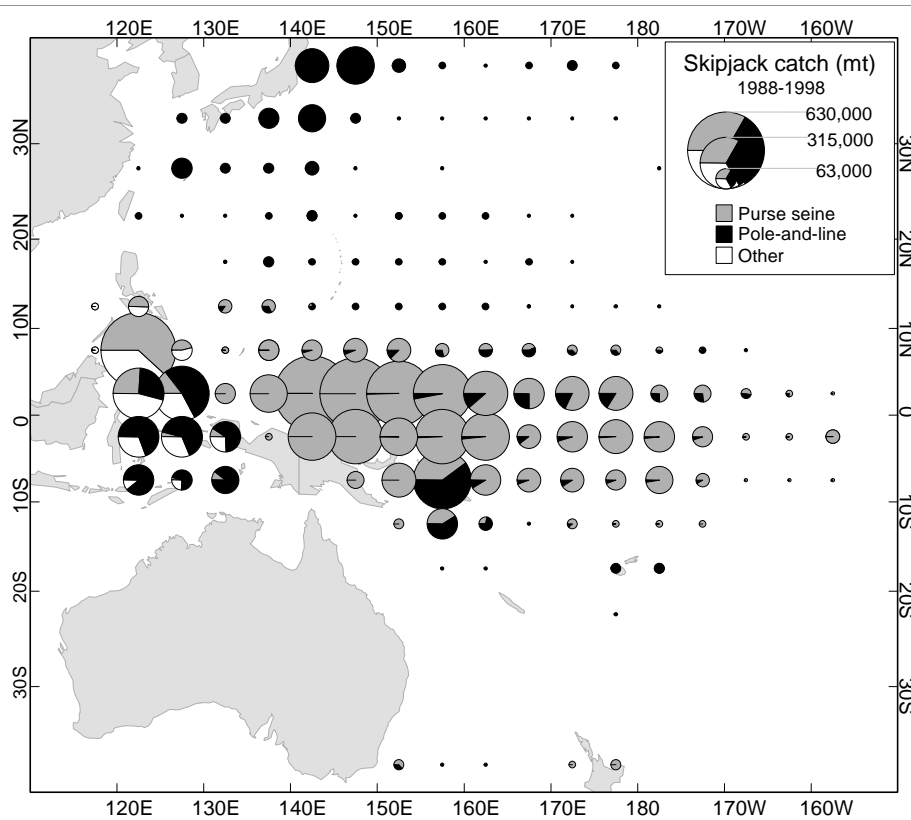 120E 130E 140E 150E 160E 170E 180 170W 160W
Skipjack catch (mt)
1988-1998
630,000
315,000
63,000
Purse seine
Pole-and-line
Other
30N 30N
20N 20N
10N 10N
0 0
10S 10S
20S 20S
30S 30S
120E 130E 140E 150E 160E 170E 180 170W 160W